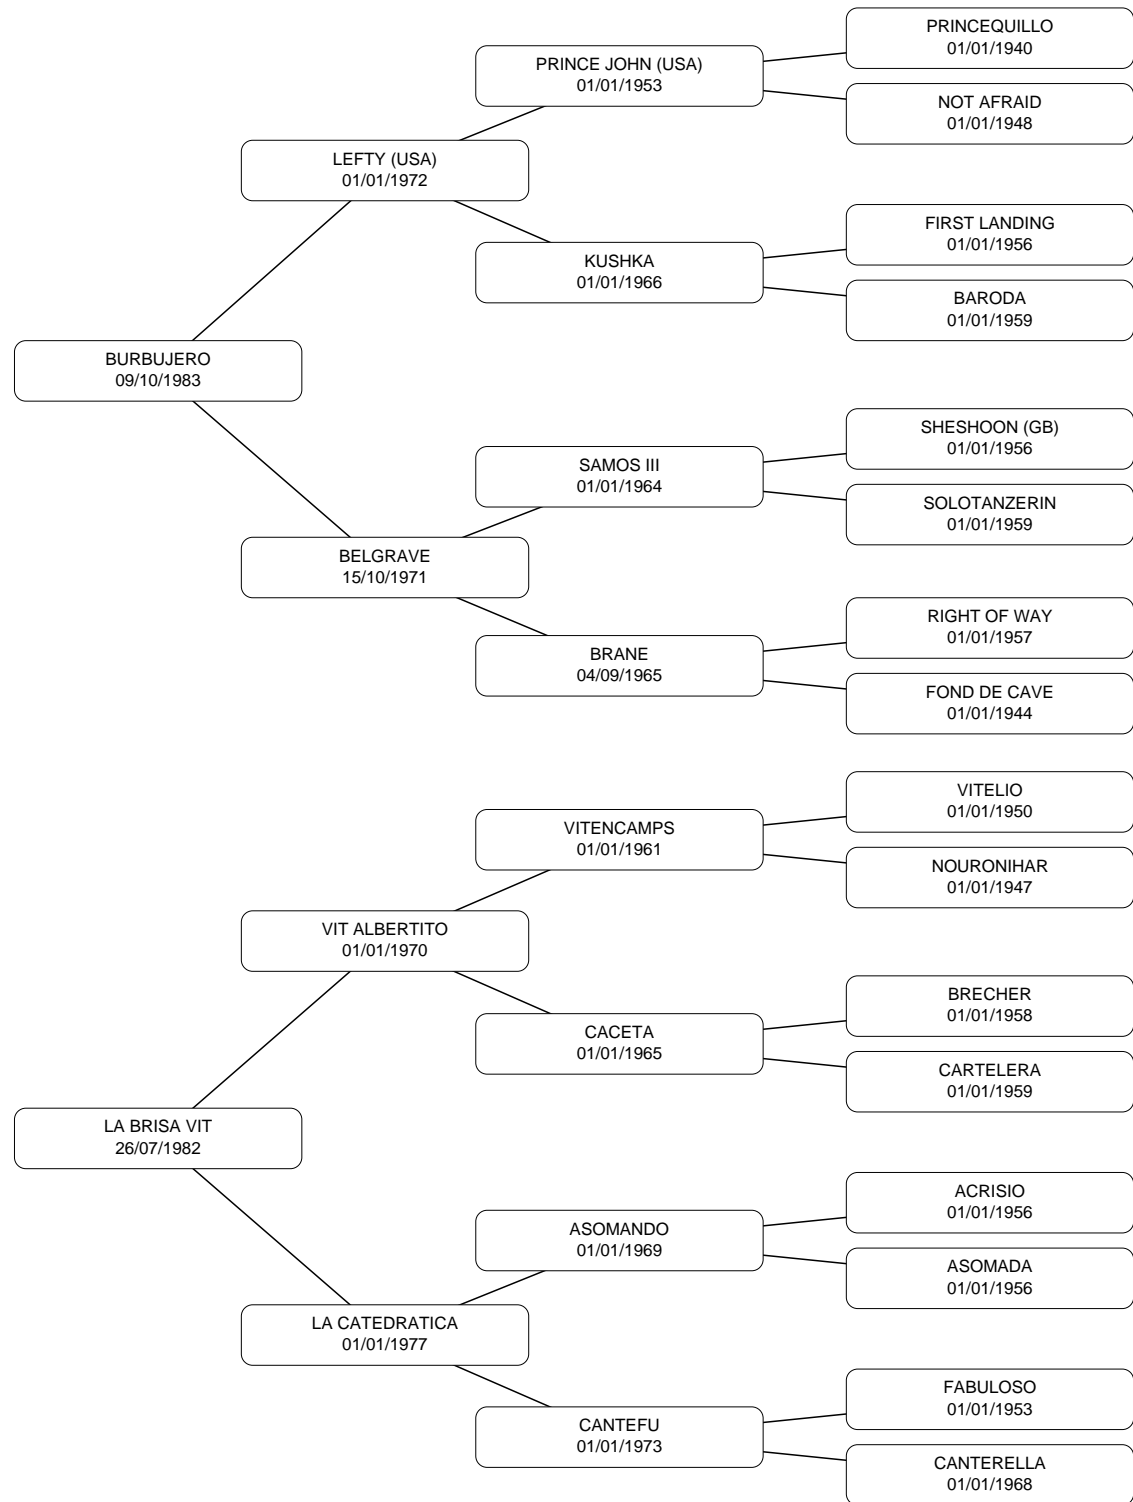 PRINCEQUILLO
01/01/1940
PRINCE JOHN (USA)
01/01/1953
NOT AFRAID
01/01/1948
LEFTY (USA)
01/01/1972
FIRST LANDING
01/01/1956
KUSHKA
01/01/1966
BARODA
01/01/1959
BURBUJERO
09/10/1983
SHESHOON (GB)
01/01/1956
SAMOS III
01/01/1964
SOLOTANZERIN
01/01/1959
BELGRAVE
15/10/1971
RIGHT OF WAY
01/01/1957
BRANE
04/09/1965
FOND DE CAVE
01/01/1944
VITELIO
01/01/1950
VITENCAMPS
01/01/1961
NOURONIHAR
01/01/1947
VIT ALBERTITO
01/01/1970
BRECHER
01/01/1958
CACETA
01/01/1965
CARTELERA
01/01/1959
LA BRISA VIT
26/07/1982
ACRISIO
01/01/1956
ASOMANDO
01/01/1969
ASOMADA
01/01/1956
LA CATEDRATICA
01/01/1977
FABULOSO
01/01/1953
CANTEFU
01/01/1973
CANTERELLA
01/01/1968